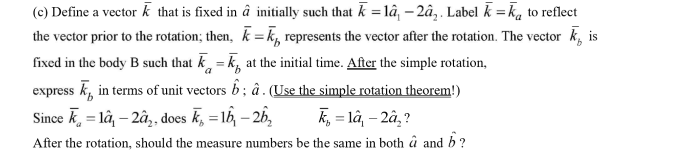 (c) Define a vector k̄ that is fixed in â initially such that k̄ = 1â₁ − 2â₂. Label k̄ = k̄ₐ to reflect
the vector prior to the rotation; then, k̄ = k̄_b represents the vector after the rotation. The vector k̄_b is
fixed in the body B such that k̄ₐ = k̄_b at the initial time. After the simple rotation,
express k̄_b in terms of unit vectors b̂ ; â . (Use the simple rotation theorem!)
Since k̄ₐ = 1â₁ − 2â₂, does k̄_b = 1b̂₁ − 2b̂₂ k̄_b = 1â₁ − 2â₂ ?
After the rotation, should the measure numbers be the same in both â and b̂ ?